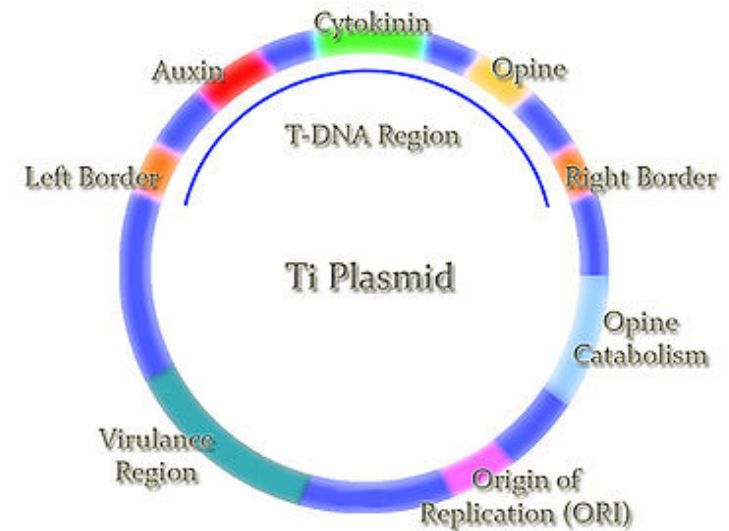 Cytokinin
Auxin
Opine
T-DNA Region
Left Border
Right Border
Ti Plasmid
Opine
Catabolism
Virulance
Region
Origin of
Replication (ORI)